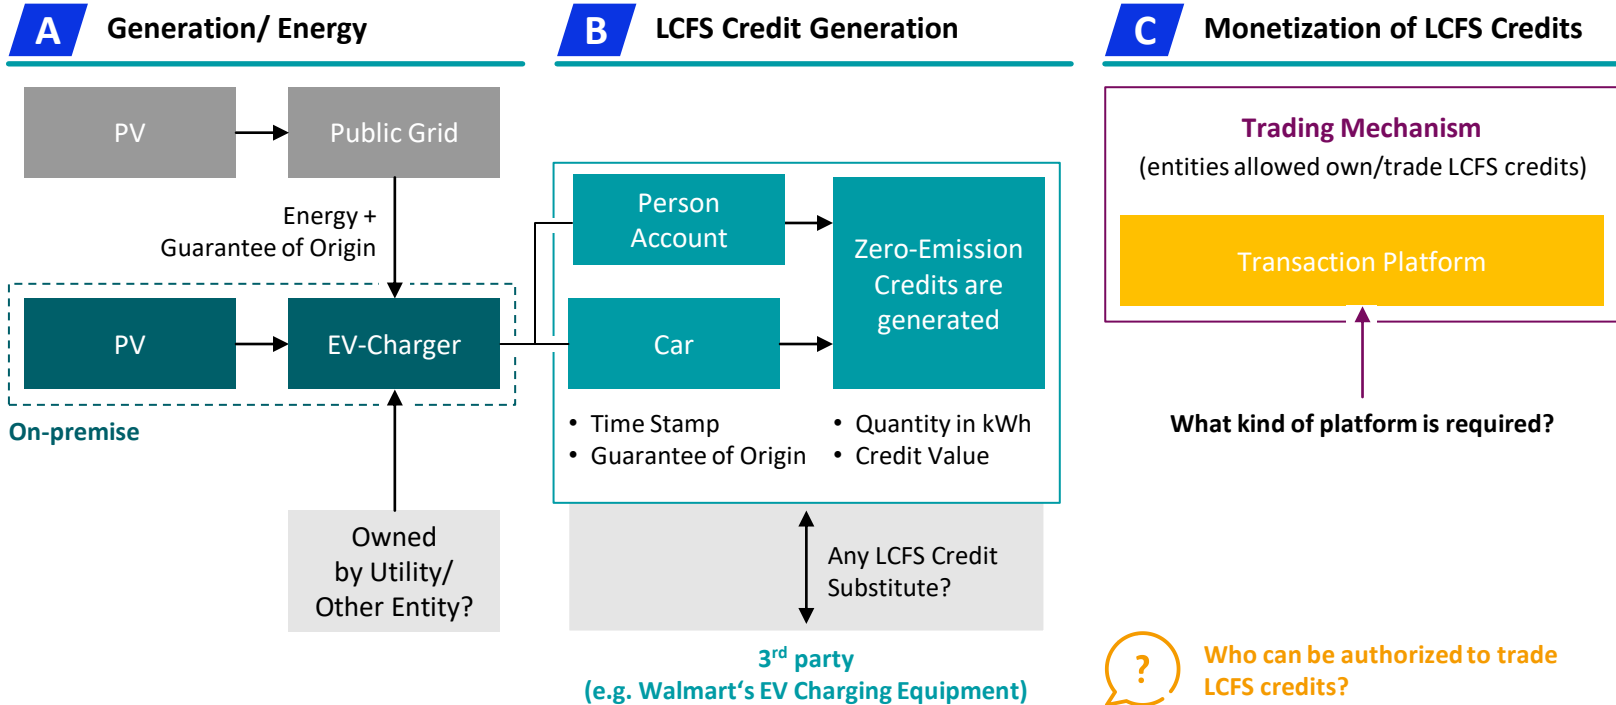 A
Generation/ Energy
PV
Public Grid
Energy +
Guarantee of Origin
PV
EV-Charger
On-premise
Owned
by Utility/
Other Entity?
B
LCFS Credit Generation
Person
Account
Car
Zero-Emission
Credits are
generated
• Time Stamp
• Guarantee of Origin
• Quantity in kWh
• Credit Value
Any LCFS Credit
Substitute?
3rd party
(e.g. Walmart‘s EV Charging Equipment)
C
Monetization of LCFS Credits
Trading Mechanism
(entities allowed own/trade LCFS credits)
Transaction Platform
What kind of platform is required?
?
Who can be authorized to trade
LCFS credits?